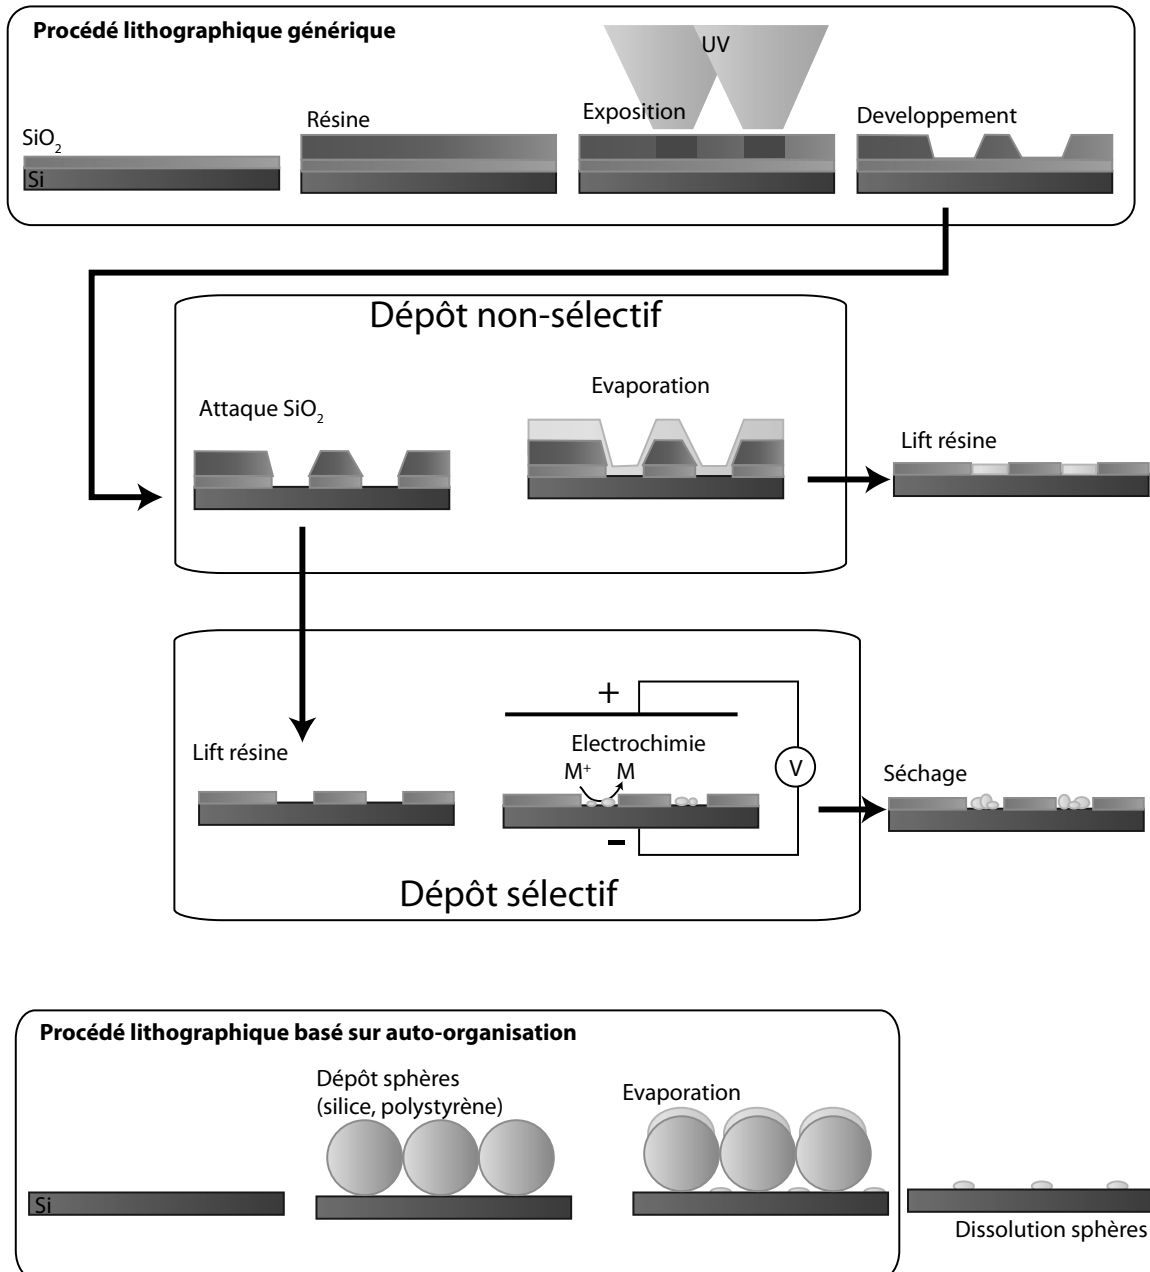 Procédé lithographique générique
SiO2
Si
Résine
Exposition
UV
Developpement
Dépôt non-sélectif
Attaque SiO2
Evaporation
Lift résine
Lift résine
+
Electrochimie
M+ M
V
-
Séchage
Dépôt sélectif
Procédé lithographique basé sur auto-organisation
Si
Dépôt sphères
(silice, polystyrène)
Evaporation
Dissolution sphères